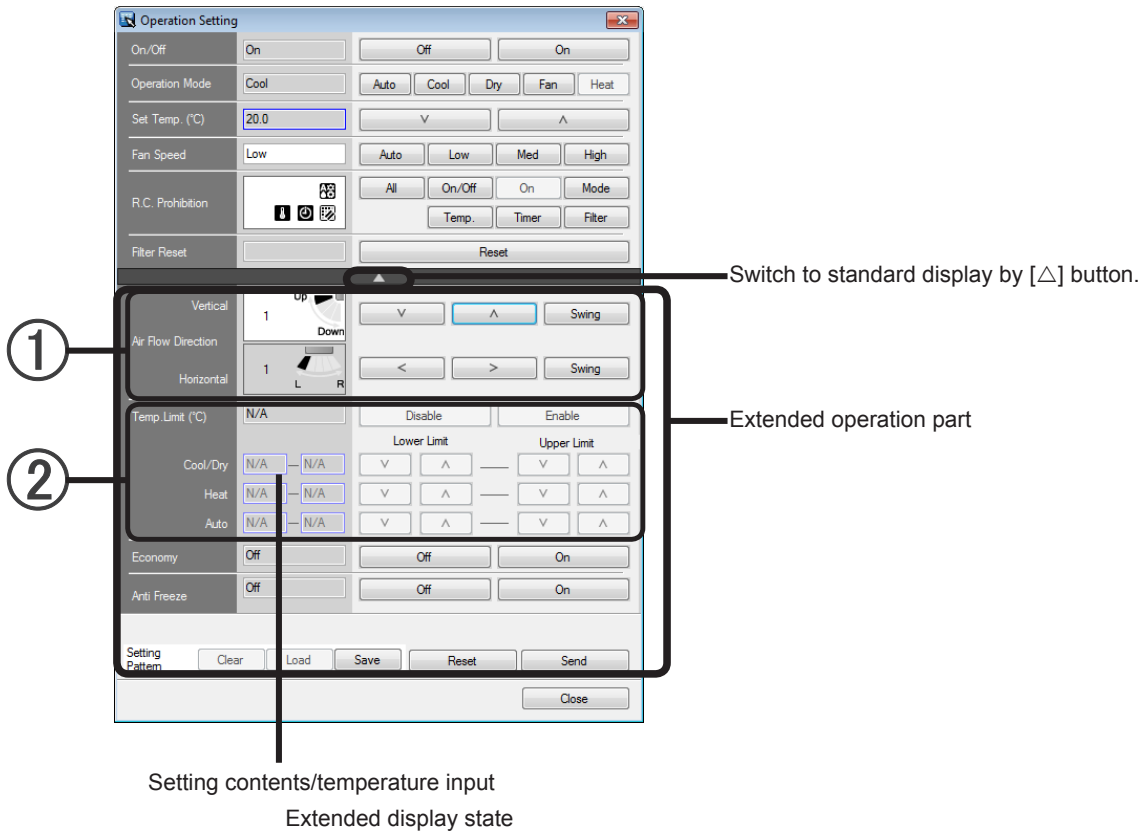 Operation Setting
On/Off On Off On
Operation Mode Cool Auto Cool Dry Fan Heat
Set Temp. (℃) 20.0 ∨ ∧
Fan Speed Low Auto Low Med High
R.C. Prohibition All On/Off On Mode
Temp. Timer Filter
Filter Reset Reset
Switch to standard display by [△] button.
①
Vertical 1 Up Down ∨ ∧ Swing
Air Flow Direction
Horizontal 1 L R < > Swing
Extended operation part
②
Temp.Limit (℃) N/A Disable Enable
Lower Limit Upper Limit
Cool/Dry N/A — N/A ∨ ∧ — ∨ ∧
Heat N/A — N/A ∨ ∧ — ∨ ∧
Auto N/A — N/A ∨ ∧ — ∨ ∧
Economy Off Off On
Anti Freeze Off Off On
Setting
Pattern Clear Load Save Reset Send
Close
Setting contents/temperature input
Extended display state